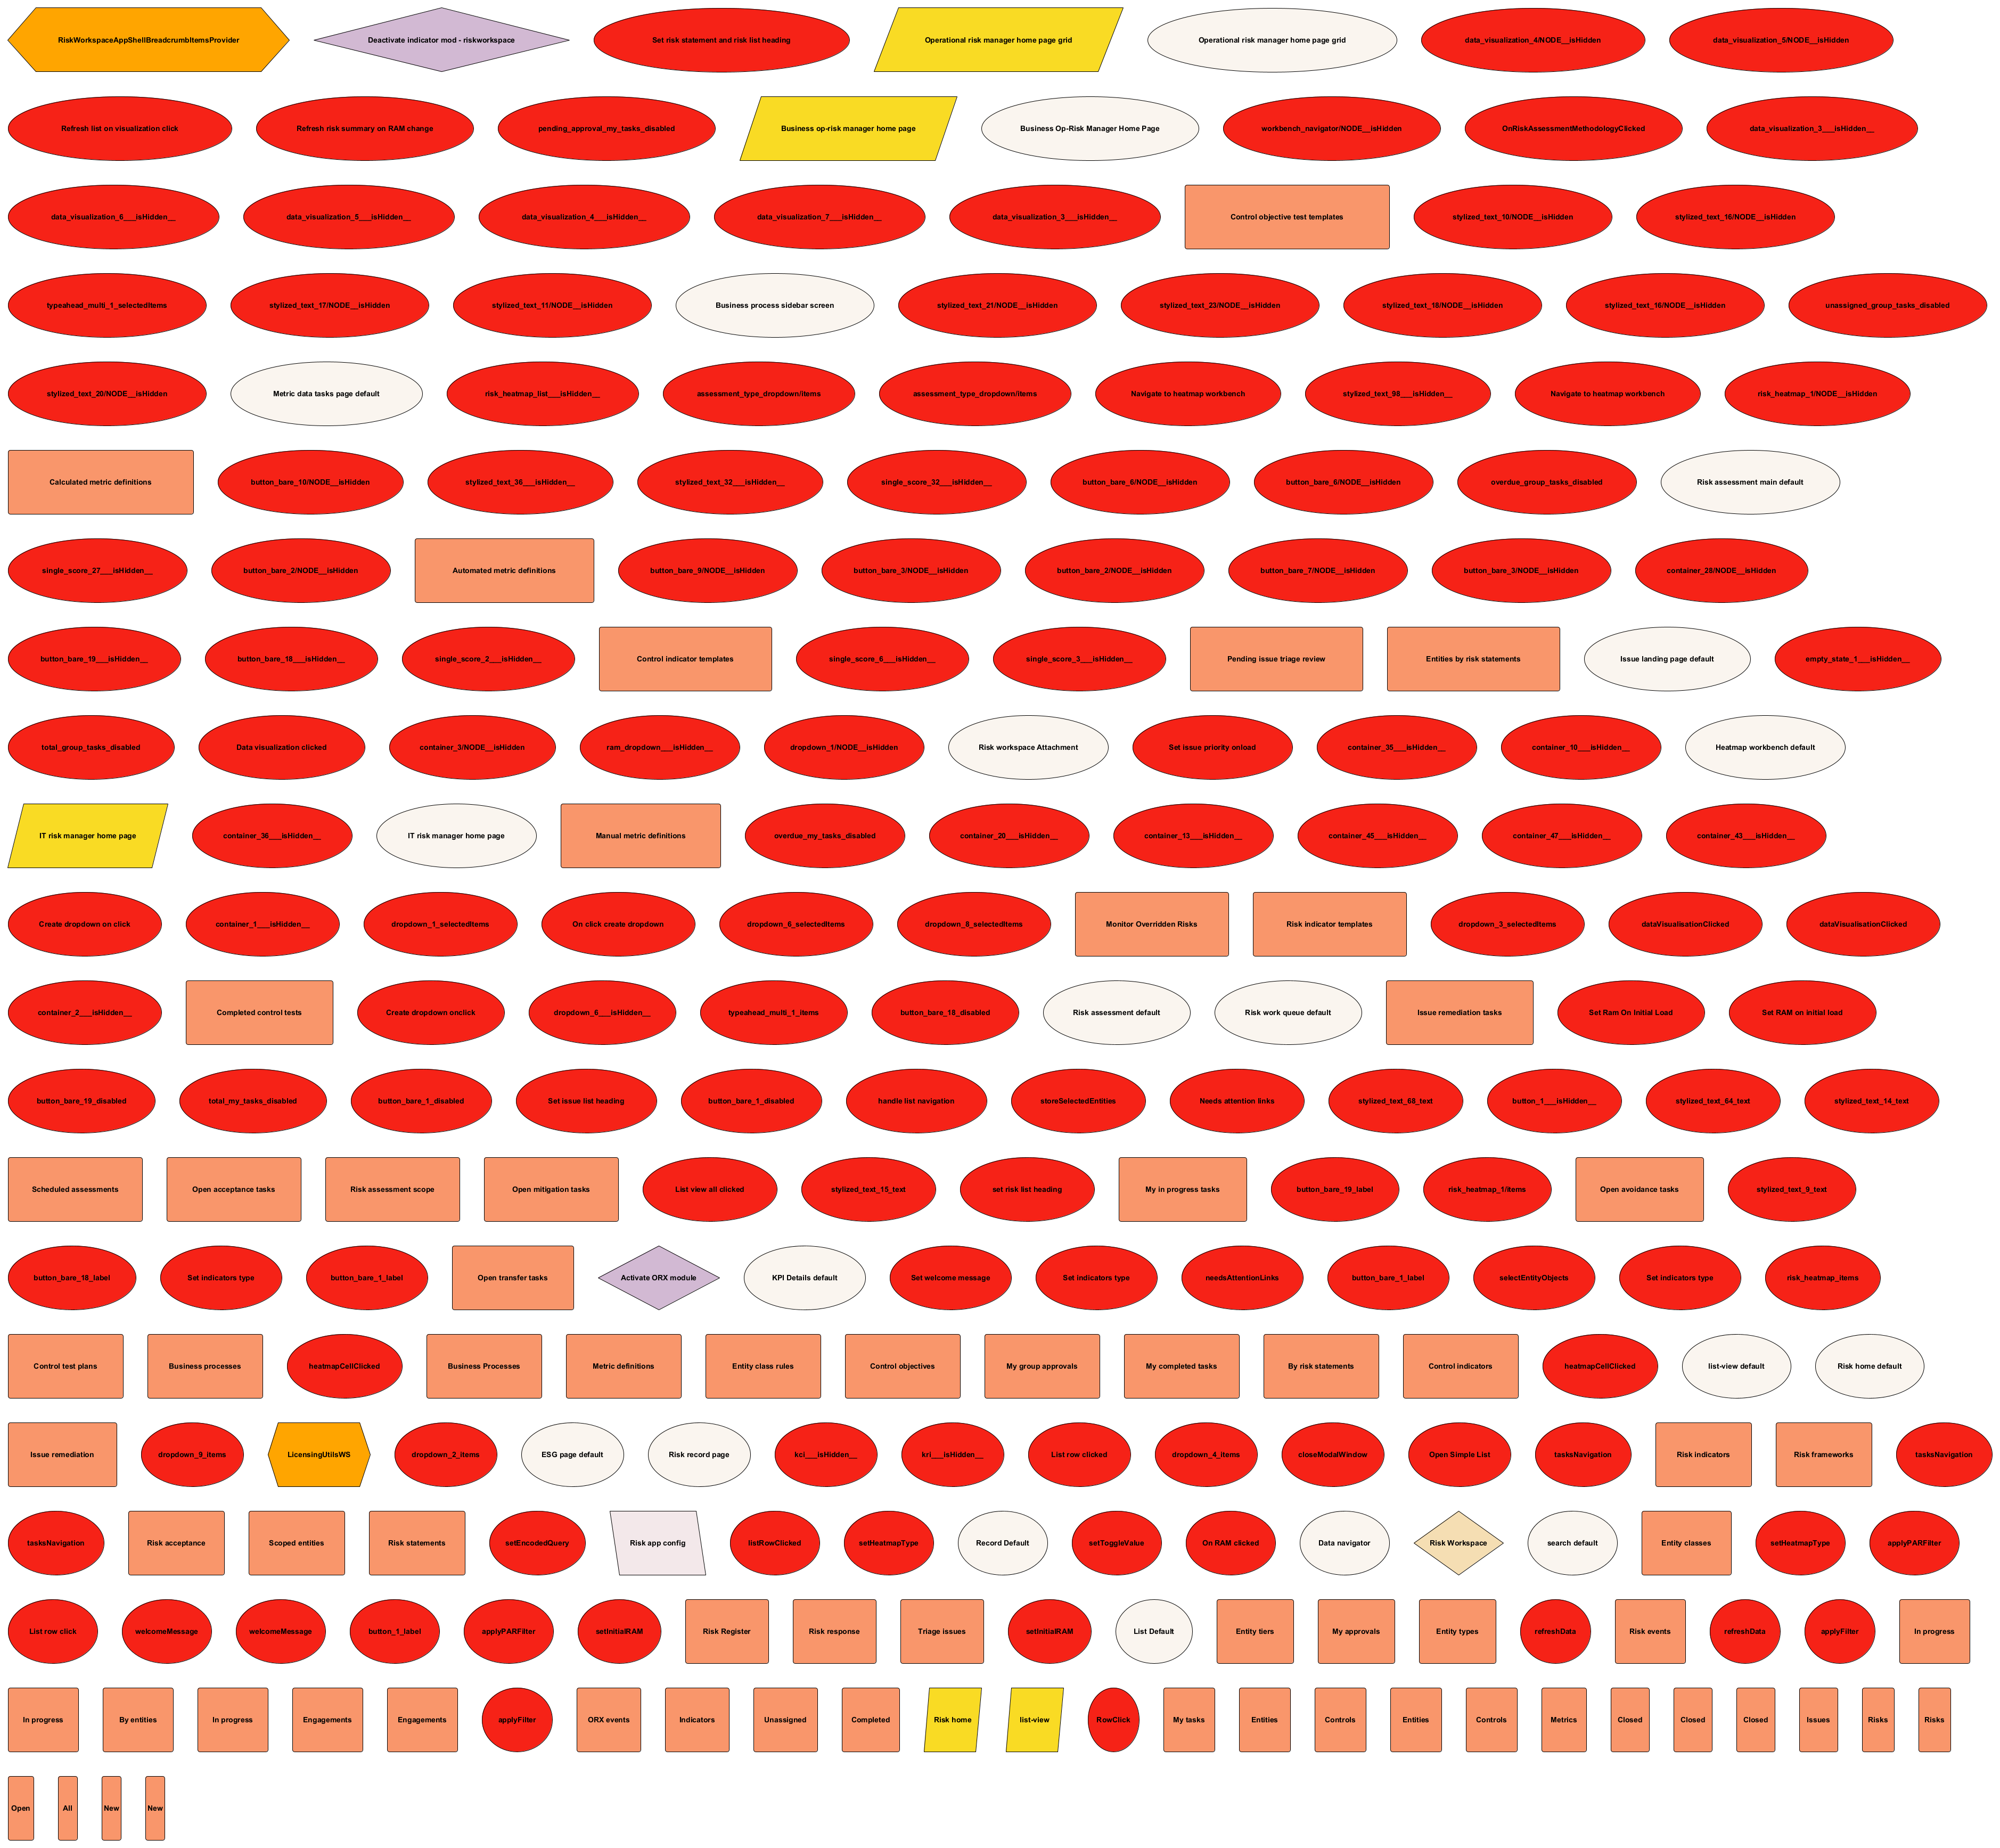 RiskWorkspaceAppShellBreadcrumbItemsProvider
Deactivate indicator mod - riskworkspace
Set risk statement and risk list heading
Operational risk manager home page grid
Operational risk manager home page grid
data_visualization_4/NODE__isHidden
data_visualization_5/NODE__isHidden
Refresh list on visualization click
Refresh risk summary on RAM change
pending_approval_my_tasks_disabled
Business op-risk manager home page
Business Op-Risk Manager Home Page
workbench_navigator/NODE__isHidden
OnRiskAssessmentMethodologyClicked
data_visualization_3___isHidden__
data_visualization_6___isHidden__
data_visualization_5___isHidden__
data_visualization_4___isHidden__
data_visualization_7___isHidden__
data_visualization_3___isHidden__
Control objective test templates
stylized_text_10/NODE__isHidden
stylized_text_16/NODE__isHidden
typeahead_multi_1_selectedItems
stylized_text_17/NODE__isHidden
stylized_text_11/NODE__isHidden
Business process sidebar screen
stylized_text_21/NODE__isHidden
stylized_text_23/NODE__isHidden
stylized_text_18/NODE__isHidden
stylized_text_16/NODE__isHidden
unassigned_group_tasks_disabled
stylized_text_20/NODE__isHidden
Metric data tasks page default
risk_heatmap_list___isHidden__
assessment_type_dropdown/items
assessment_type_dropdown/items
Navigate to heatmap workbench
stylized_text_98___isHidden__
Navigate to heatmap workbench
risk_heatmap_1/NODE__isHidden
Calculated metric definitions
button_bare_10/NODE__isHidden
stylized_text_36___isHidden__
stylized_text_32___isHidden__
single_score_32___isHidden__
button_bare_6/NODE__isHidden
button_bare_6/NODE__isHidden
overdue_group_tasks_disabled
Risk assessment main default
single_score_27___isHidden__
button_bare_2/NODE__isHidden
Automated metric definitions
button_bare_9/NODE__isHidden
button_bare_3/NODE__isHidden
button_bare_2/NODE__isHidden
button_bare_7/NODE__isHidden
button_bare_3/NODE__isHidden
container_28/NODE__isHidden
button_bare_19___isHidden__
button_bare_18___isHidden__
single_score_2___isHidden__
Control indicator templates
single_score_6___isHidden__
single_score_3___isHidden__
Pending issue triage review
Entities by risk statements
Issue landing page default
empty_state_1___isHidden__
total_group_tasks_disabled
Data visualization clicked
container_3/NODE__isHidden
ram_dropdown___isHidden__
dropdown_1/NODE__isHidden
Risk workspace Attachment
Set issue priority onload
container_35___isHidden__
container_10___isHidden__
Heatmap workbench default
IT risk manager home page
container_36___isHidden__
IT risk manager home page
Manual metric definitions
overdue_my_tasks_disabled
container_20___isHidden__
container_13___isHidden__
container_45___isHidden__
container_47___isHidden__
container_43___isHidden__
Create dropdown on click
container_1___isHidden__
dropdown_1_selectedItems
On click create dropdown
dropdown_6_selectedItems
dropdown_8_selectedItems
Monitor Overridden Risks
Risk indicator templates
dropdown_3_selectedItems
dataVisualisationClicked
dataVisualisationClicked
container_2___isHidden__
Completed control tests
Create dropdown onclick
dropdown_6___isHidden__
typeahead_multi_1_items
button_bare_18_disabled
Risk assessment default
Risk work queue default
Issue remediation tasks
Set Ram On Initial Load
Set RAM on initial load
button_bare_19_disabled
total_my_tasks_disabled
button_bare_1_disabled
Set issue list heading
button_bare_1_disabled
handle list navigation
storeSelectedEntities
Needs attention links
stylized_text_68_text
button_1___isHidden__
stylized_text_64_text
stylized_text_14_text
Scheduled assessments
Open acceptance tasks
Risk assessment scope
Open mitigation tasks
List view all clicked
stylized_text_15_text
set risk list heading
My in progress tasks
button_bare_19_label
risk_heatmap_1/items
Open avoidance tasks
stylized_text_9_text
button_bare_18_label
Set indicators type
button_bare_1_label
Open transfer tasks
Activate ORX module
KPI Details default
Set welcome message
Set indicators type
needsAttentionLinks
button_bare_1_label
selectEntityObjects
Set indicators type
risk_heatmap_items
Control test plans
Business processes
heatmapCellClicked
Business Processes
Metric definitions
Entity class rules
Control objectives
My group approvals
My completed tasks
By risk statements
Control indicators
heatmapCellClicked
list-view default
Risk home default
Issue remediation
dropdown_9_items
LicensingUtilsWS
dropdown_2_items
ESG page default
Risk record page
kci___isHidden__
kri___isHidden__
List row clicked
dropdown_4_items
closeModalWindow
Open Simple List
tasksNavigation
Risk indicators
Risk frameworks
tasksNavigation
tasksNavigation
Risk acceptance
Scoped entities
Risk statements
setEncodedQuery
Risk app config
listRowClicked
setHeatmapType
Record Default
setToggleValue
On RAM clicked
Data navigator
Risk Workspace
search default
Entity classes
setHeatmapType
applyPARFilter
List row click
welcomeMessage
welcomeMessage
button_1_label
applyPARFilter
setInitialRAM
Risk Register
Risk response
Triage issues
setInitialRAM
List Default
Entity tiers
My approvals
Entity types
refreshData
Risk events
refreshData
applyFilter
In progress
In progress
By entities
In progress
Engagements
Engagements
applyFilter
ORX events
Indicators
Unassigned
Completed
Risk home
list-view
RowClick
My tasks
Entities
Controls
Entities
Controls
Metrics
Closed
Closed
Closed
Issues
Risks
Risks
Open
All
New
New